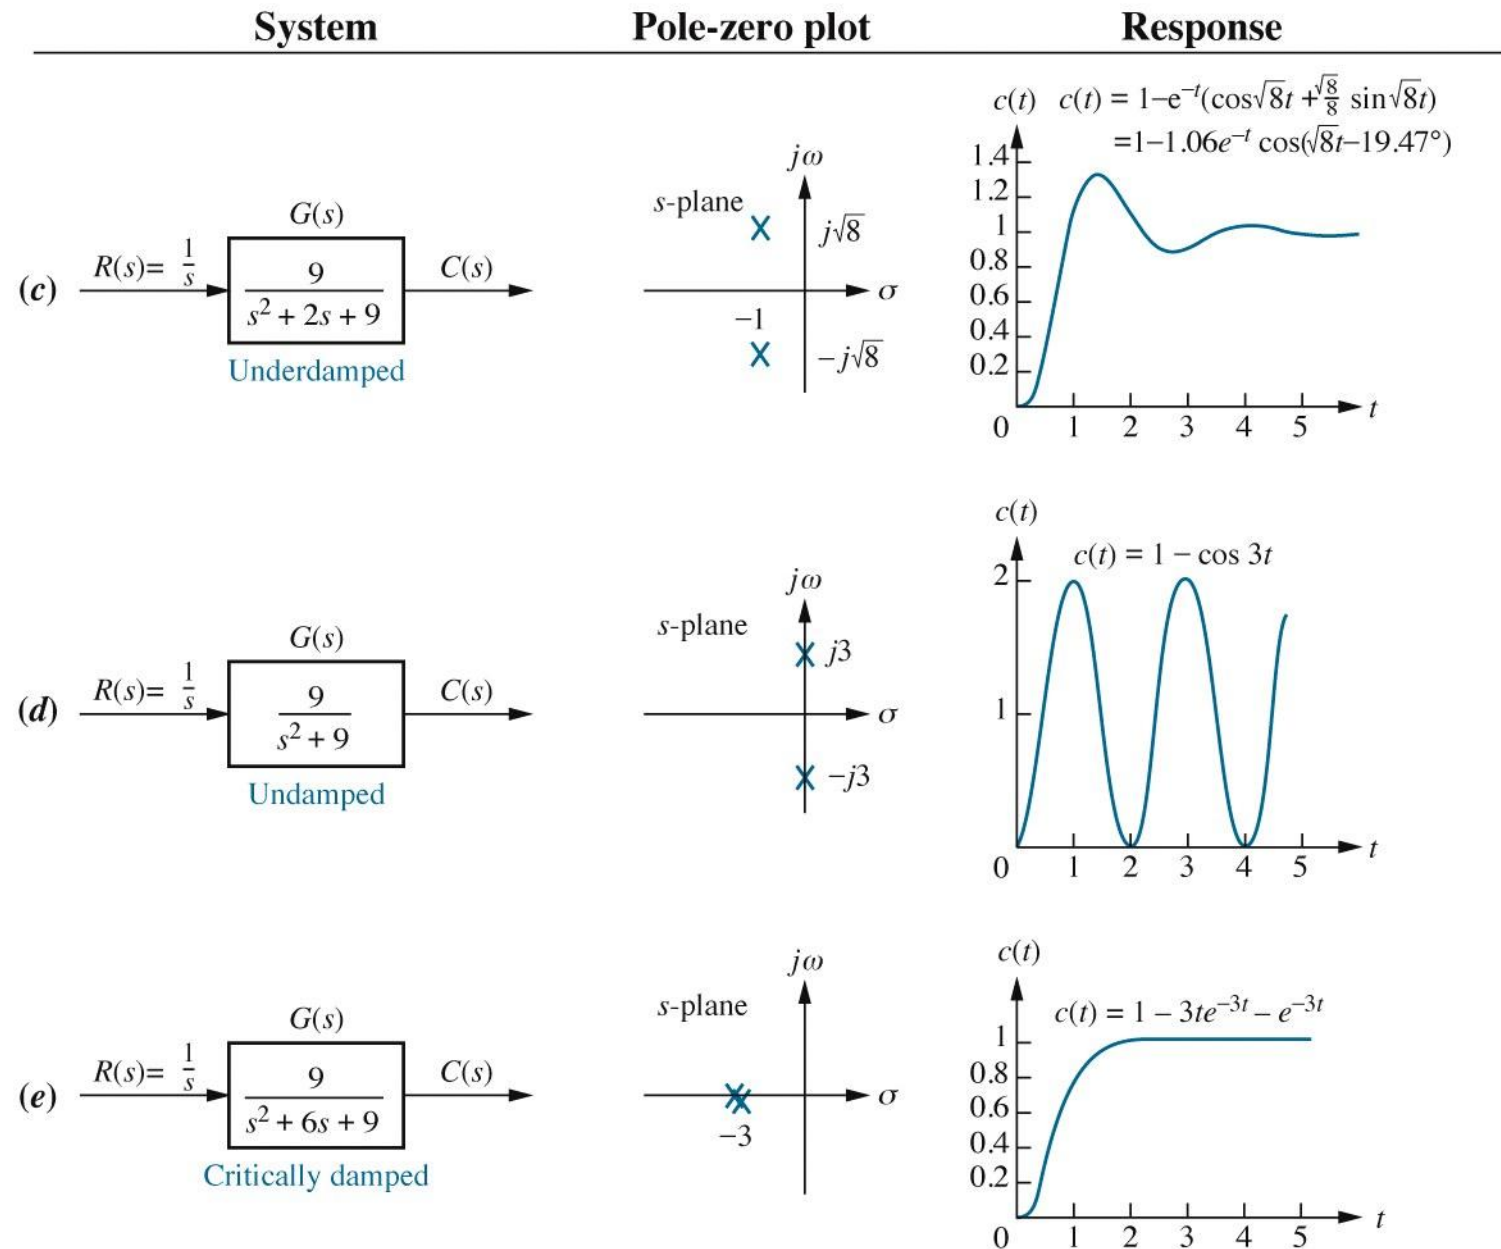 System Pole-zero plot Response
(c)
R(s)= 1/s
G(s)
9
s² + 2s + 9
C(s)
Underdamped
jω
s-plane
j√8
σ
−1
−j√8
c(t) c(t) = 1–e⁻ᵗ(cos√8t +√8/8 sin√8t)
=1–1.06e⁻ᵗ cos(√8t–19.47°)
1.4
1.2
1
0.8
0.6
0.4
0.2
0 1 2 3 4 5 t
(d)
R(s)= 1/s
G(s)
9
s² + 9
C(s)
Undamped
jω
s-plane
j3
σ
−j3
c(t)
c(t) = 1 − cos 3t
2
1
0 1 2 3 4 5 t
(e)
R(s)= 1/s
G(s)
9
s² + 6s + 9
C(s)
Critically damped
jω
s-plane
σ
−3
c(t)
c(t) = 1 – 3te⁻³ᵗ – e⁻³ᵗ
1
0.8
0.6
0.4
0.2
0 1 2 3 4 5 t